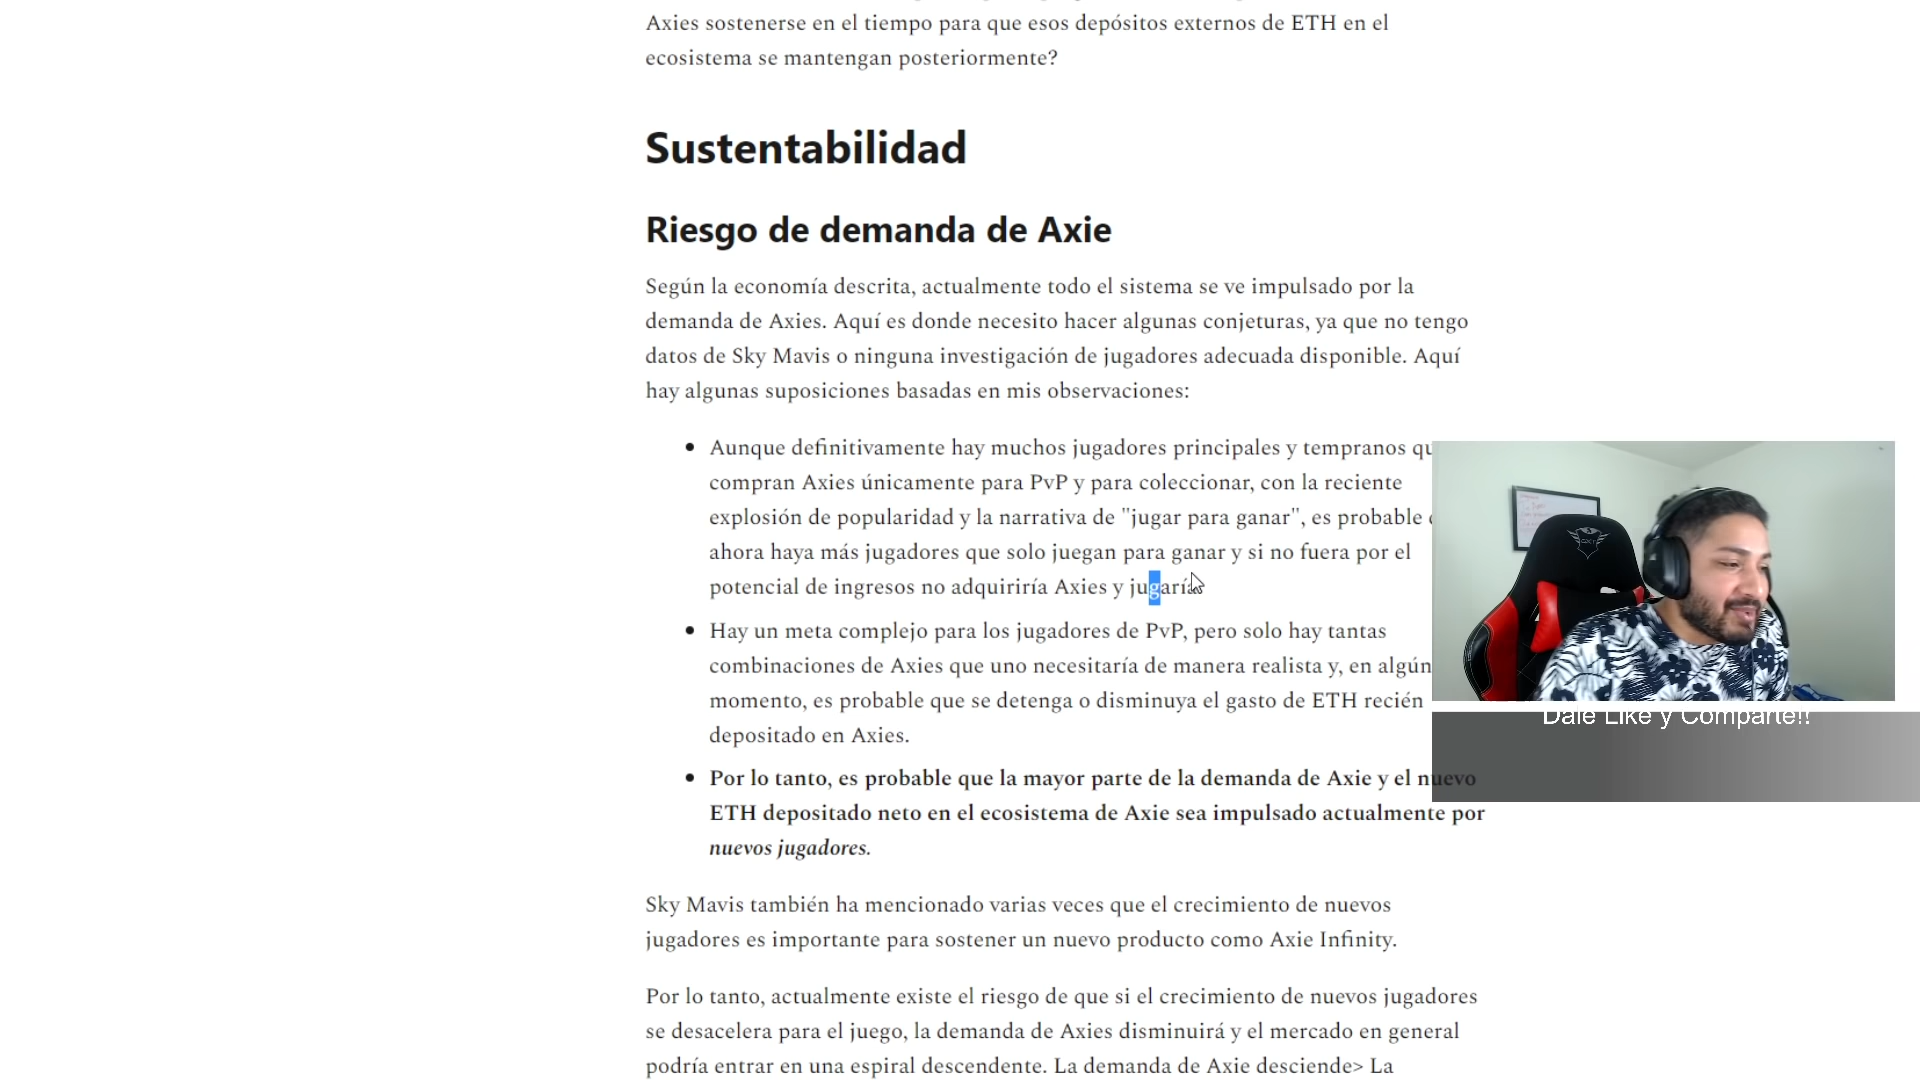 Axies sostenerse en el tiempo para que esos depósitos externos de ETH en el
ecosistema se mantengan posteriormente?
Sustentabilidad
Riesgo de demanda de Axie
Según la economía descrita, actualmente todo el sistema se ve impulsado por la
demanda de Axies. Aquí es donde necesito hacer algunas conjeturas, ya que no tengo
datos de Sky Mavis o ninguna investigación de jugadores adecuada disponible. Aquí
hay algunas suposiciones basadas en mis observaciones:
Aunque definitivamente hay muchos jugadores principales y tempranos
compran Axies únicamente para PvP y para coleccionar, con la reciente
explosión de popularidad y la narrativa de "jugar para ganar", es probable
ahora haya más jugadores que solo juegan para ganar y si no fuera por el
potencial de ingresos no adquiriría Axies y jugaría
Hay un meta complejo para los jugadores de PvP, pero solo hay tantas
combinaciones de Axies que uno necesitaría de manera realista y, en algún
momento, es probable que se detenga o disminuya el gasto de ETH recién
depositado en Axies.
Por lo tanto, es probable que la mayor parte de la demanda de Axie y el nuevo
ETH depositado neto en el ecosistema de Axie sea impulsado actualmente por
nuevos jugadores.
Sky Mavis también ha mencionado varias veces que el crecimiento de nuevos
jugadores es importante para sostener un nuevo producto como Axie Infinity.
Por lo tanto, actualmente existe el riesgo de que si el crecimiento de nuevos jugadores
se desacelera para el juego, la demanda de Axies disminuirá y el mercado en general
podría entrar en una espiral descendente. La demanda de Axie desciende> La
GXT
Dale Like y Comparte!!